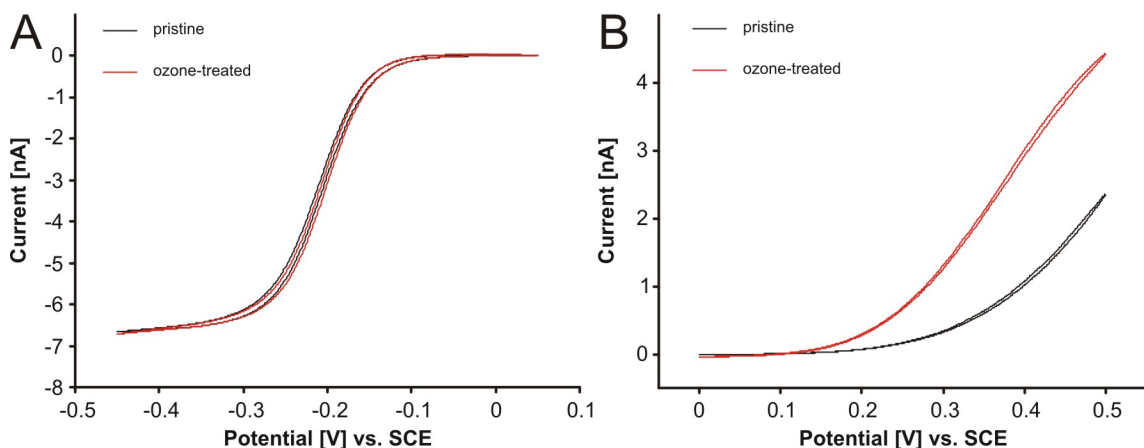 A
pristine
ozone-treated
0
-1
-2
-3
-4
-5
-6
-7
-8
Current [nA]
-0.5
-0.4
-0.3
-0.2
-0.1
0
0.1
Potential [V] vs. SCE
B
pristine
ozone-treated
4
3
2
1
0
Current [nA]
0
0.1
0.2
0.3
0.4
0.5
Potential [V] vs. SCE